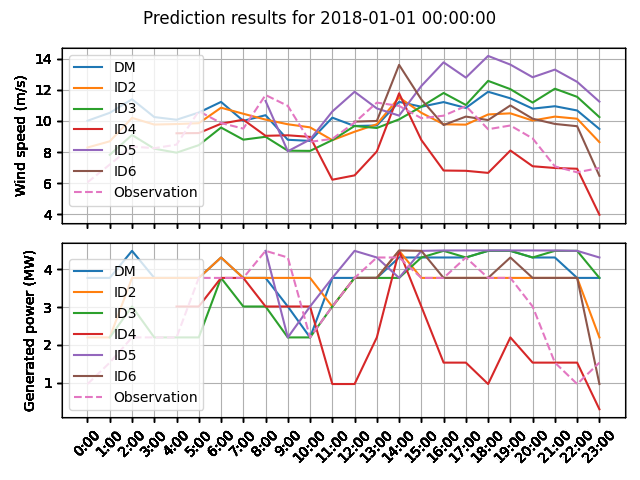 Prediction results for 2018-01-01 00:00:00
Wind speed (m/s)
14
12
10
8
6
4
DM
ID2
ID3
ID4
ID5
ID6
Observation
Generated power (MW)
4
3
2
1
DM
ID2
ID3
ID4
ID5
ID6
Observation
0:00 1:00 2:00 3:00 4:00 5:00 6:00 7:00 8:00 9:00 10:00 11:00 12:00 13:00 14:00 15:00 16:00 17:00 18:00 19:00 20:00 21:00 22:00 23:00